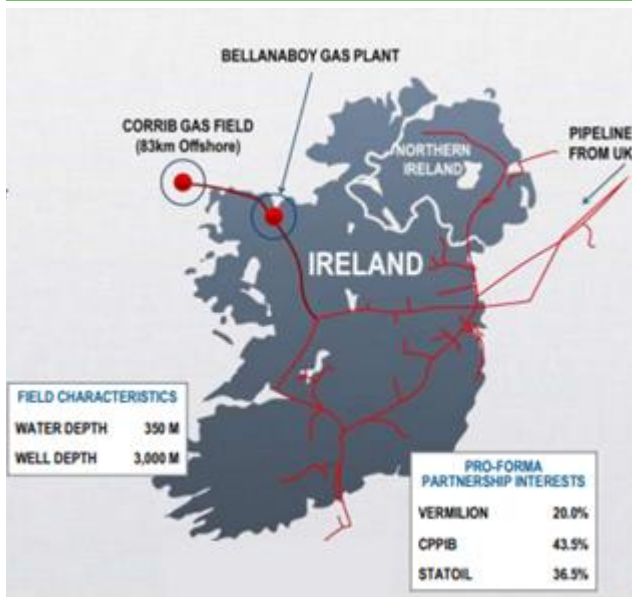 BELLANABOY GAS PLANT
CORRIB GAS FIELD
(83km Offshore)
PIPELINE
FROM UK
NORTHERN
IRELAND
IRELAND
FIELD CHARACTERISTICS
WATER DEPTH 350 M
WELL DEPTH 3,000 M
PRO-FORMA
PARTNERSHIP INTERESTS
VERMILION 20.0%
CPPIB 43.5%
STATOIL 36.5%